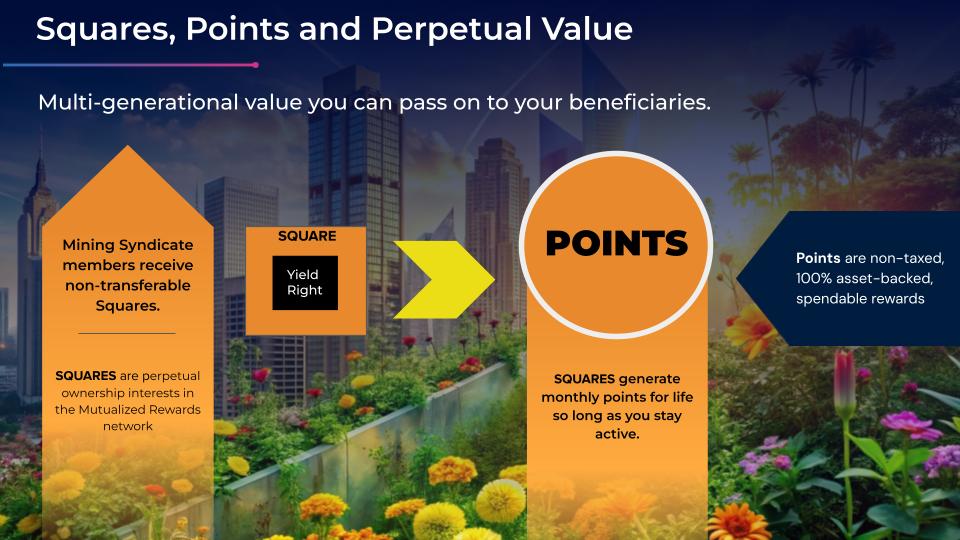 Squares, Points and Perpetual Value
Multi-generational value you can pass on to your beneficiaries.
Mining Syndicate
members receive
non-transferable
Squares.
SQUARES are perpetual
ownership interests in
the Mutualized Rewards
network
SQUARE
Yield
Right
POINTS
SQUARES generate
monthly points for life
so long as you stay
active.
Points are non-taxed,
100% asset-backed,
spendable rewards